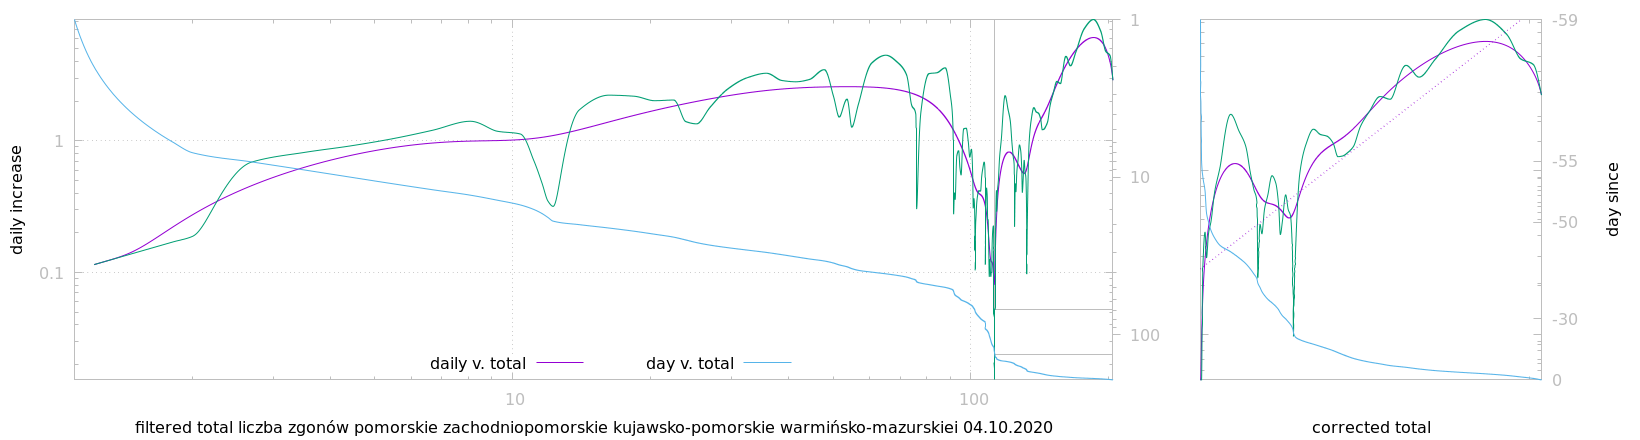 1
-59
1
-55
10
-50
0.1
-30
100
0
daily increase
day since
daily v. total
day v. total
10
100
filtered total liczba zgonów pomorskie zachodniopomorskie kujawsko-pomorskie warmińsko-mazurskiei 04.10.2020
corrected total